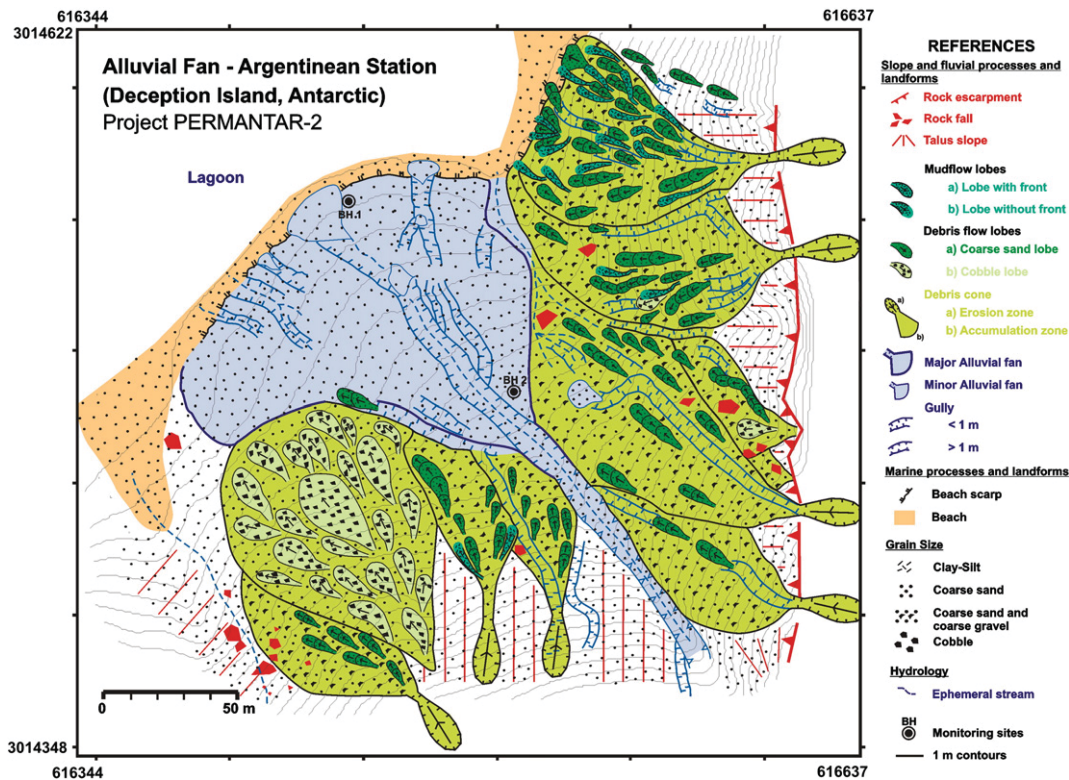 616344
616637
3014622
Alluvial Fan - Argentinean Station
(Deception Island, Antarctic)
Project PERMANTAR-2
Lagoon
BH.1
BH 2
0
50 m
3014348
616344
616637
REFERENCES
Slope and fluvial processes and
landforms
Rock escarpment
Rock fall
Talus slope
Mudflow lobes
a) Lobe with front
b) Lobe without front
Debris flow lobes
a) Coarse sand lobe
b) Cobble lobe
Debris cone
a)
a) Erosion zone
b) Accumulation zone
b)
Major Alluvial fan
Minor Alluvial fan
Gully
< 1 m
> 1 m
Marine processes and landforms
Beach scarp
Beach
Grain Size
Clay-Silt
Coarse sand
Coarse sand and
coarse gravel
Cobble
Hydrology
Ephemeral stream
BH
Monitoring sites
1 m contours